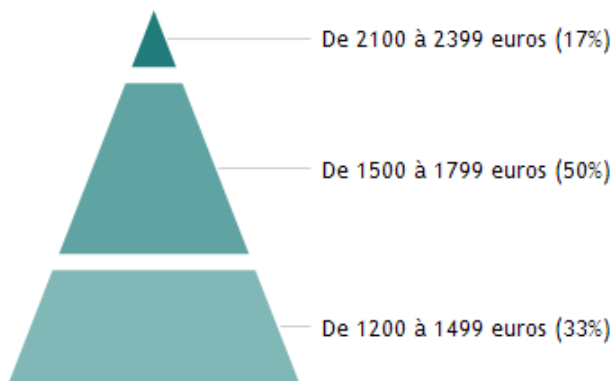 De 2100 à 2399 euros (17%)
De 1500 à 1799 euros (50%)
De 1200 à 1499 euros (33%)